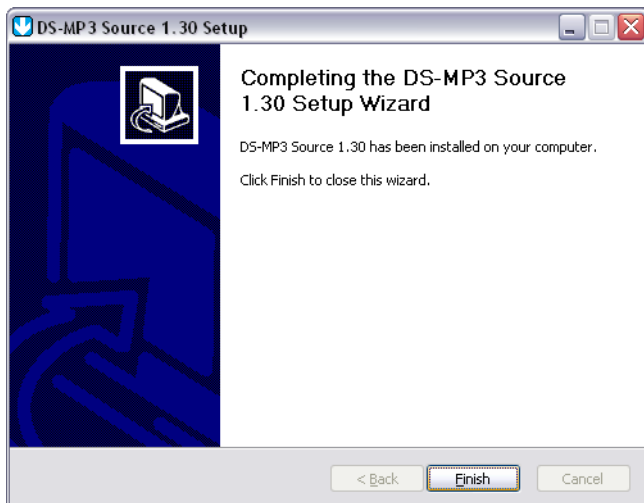 DS-MP3 Source 1.30 Setup
Completing the DS-MP3 Source
1.30 Setup Wizard
DS-MP3 Source 1.30 has been installed on your computer.
Click Finish to close this wizard.
< Back Finish Cancel